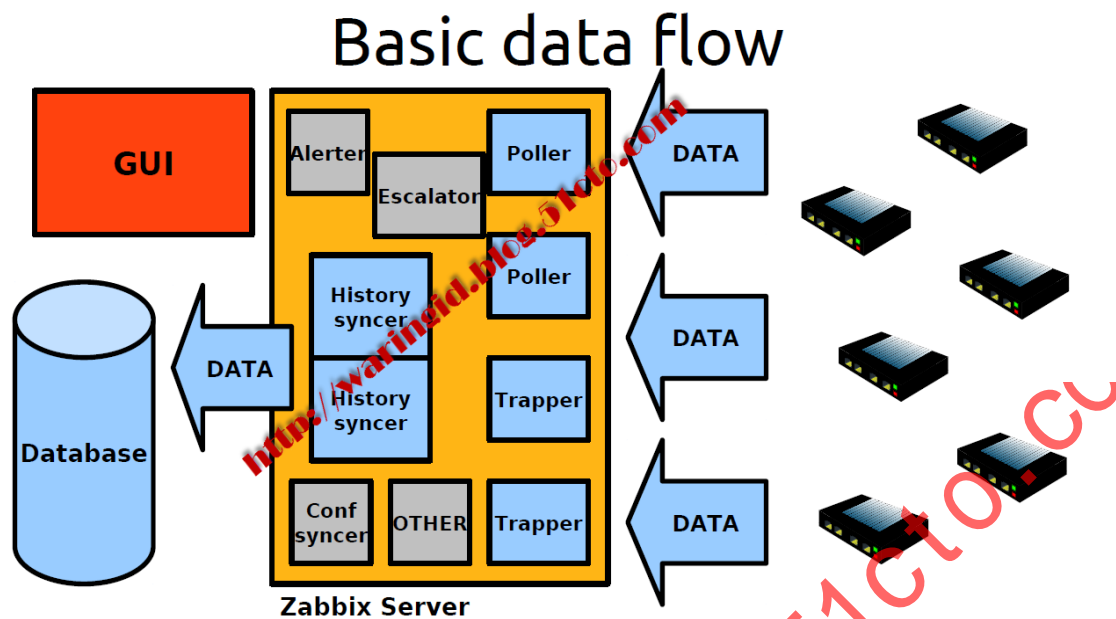 Basic data flow
GUI
Alerter
Escalator
Poller
DATA
Poller
History
syncer
DATA
History
syncer
DATA
Trapper
Database
Conf
syncer
OTHER
Trapper
DATA
Zabbix Server
http://waringid.blog.51cto.com